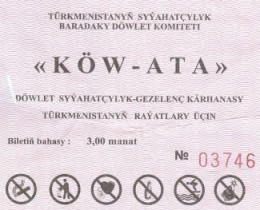 TÜRKMENISTANYŇ SYÝAHATÇYLYK
BARADAKY DÖWLET KOMITETI
« KÖW-ATA »
DÖWLET SYÝAHATÇYLYK-GEZELENÇ KÄRHANASY
TÜRKMENISTANYŇ RAÝATLARY ÜÇIN
Biletiň bahasy : 3,00 manat
№ 03746